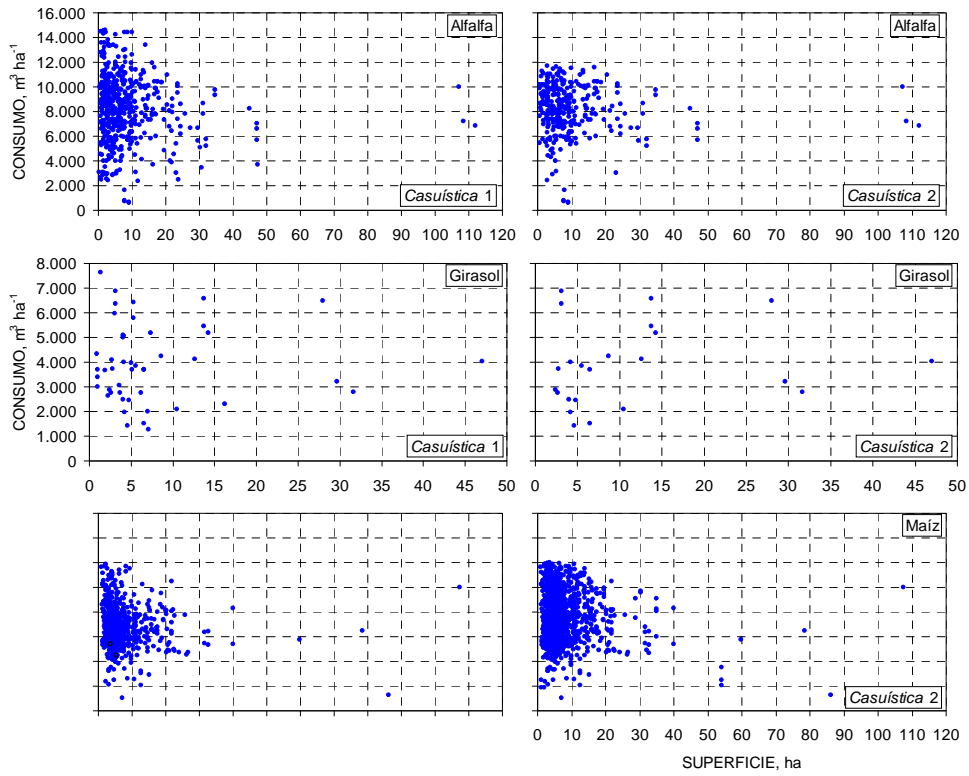 16.000
14.000
12.000
10.000
8.000
6.000
4.000
2.000
0
CONSUMO, m³ ha⁻¹
Alfalfa
Casuística 1
0 10 20 30 40 50 60 70 80 90 100 110 120
Alfalfa
Casuística 2
0 10 20 30 40 50 60 70 80 90 100 110 120
8.000
7.000
6.000
5.000
4.000
3.000
2.000
1.000
0
CONSUMO, m³ ha⁻¹
Girasol
Casuística 1
0 5 10 15 20 25 30 35 40 45 50
Girasol
Casuística 2
0 5 10 15 20 25 30 35 40 45 50
Maíz
Casuística 2
0 10 20 30 40 50 60 70 80 90 100 110 120
SUPERFICIE, ha